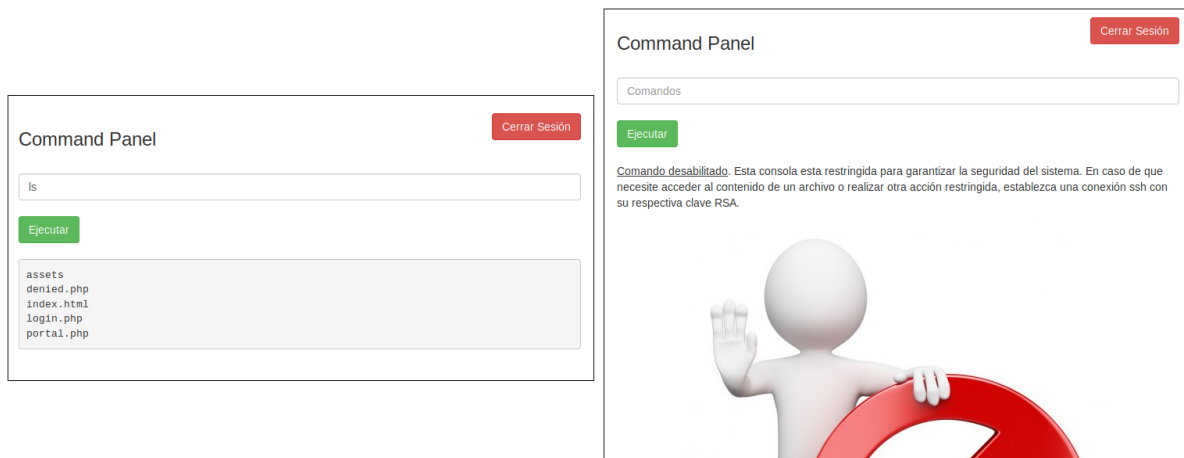 Command Panel
Cerrar Sesión
ls
Ejecutar
assets
denied.php
index.html
login.php
portal.php
Command Panel
Cerrar Sesión
Comandos
Ejecutar
Comando desabilitado. Esta consola esta restringida para garantizar la seguridad del sistema. En caso de que
necesite acceder al contenido de un archivo o realizar otra acción restringida, establezca una conexión ssh con
su respectiva clave RSA.